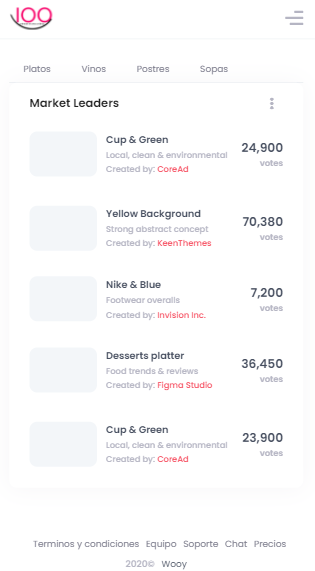 100
Platos Vinos Postres Sopas
Market Leaders
Cup & Green
Local, clean & environmental
Created by: CoreAd
24,900
votes
Yellow Background
Strong abstract concept
Created by: KeenThemes
70,380
votes
Nike & Blue
Footwear overalls
Created by: Invision Inc.
7,200
votes
Desserts platter
Food trends & reviews
Created by: Figma Studio
36,450
votes
Cup & Green
Local, clean & environmental
Created by: CoreAd
23,900
votes
Terminos y condiciones Equipo Soporte Chat Precios
2020© Wooy